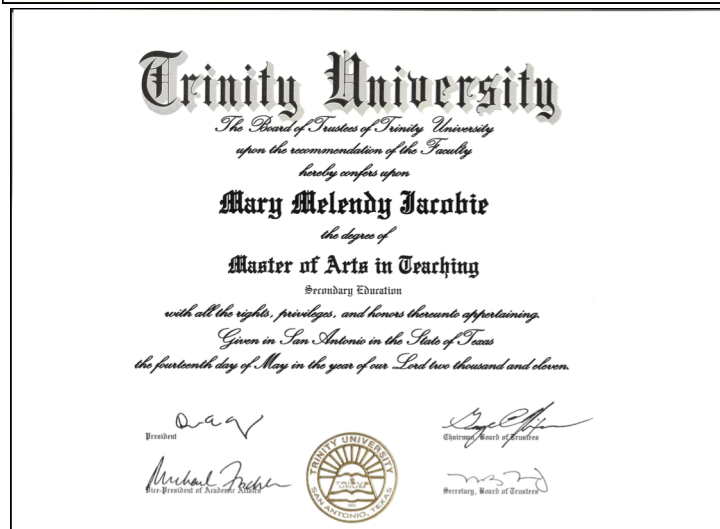 Trinity University
The Board of Trustees of Trinity University
upon the recommendation of the Faculty
hereby confers upon
Mary Melendy Jacobie
the degree of
Master of Arts in Teaching
Secondary Education
with all the rights, privileges, and honors thereunto appertaining.
Given in San Antonio in the State of Texas
the fourteenth day of May in the year of our Lord two thousand and eleven.
President
Chairman, Board of Trustees
Vice-President of Academic Affairs
Secretary, Board of Trustees
TRINITY UNIVERSITY
SAN ANTONIO, TEXAS